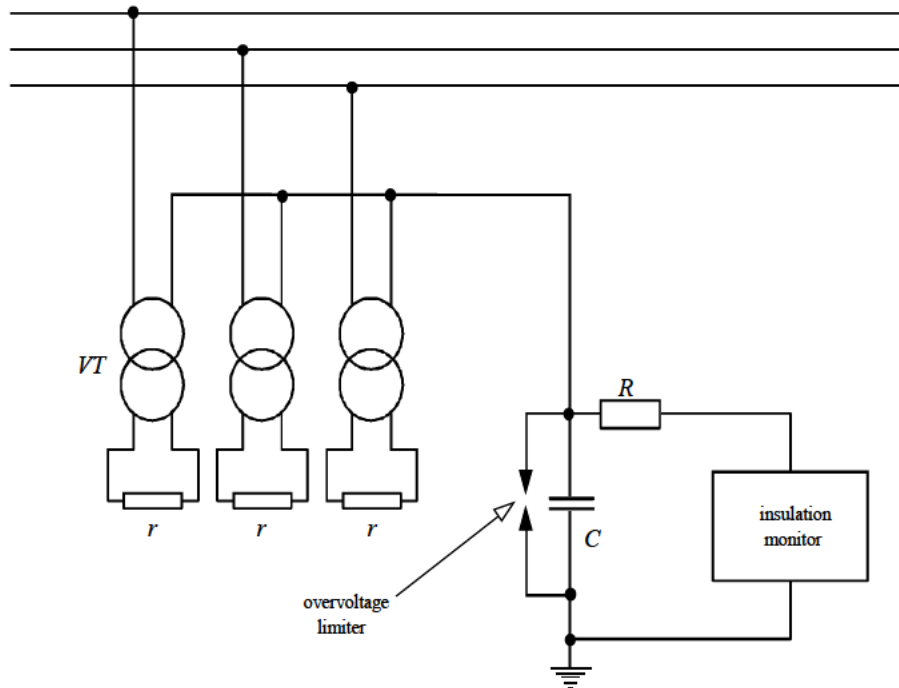 VT
R
r
r
r
C
insulation
monitor
overvoltage
limiter